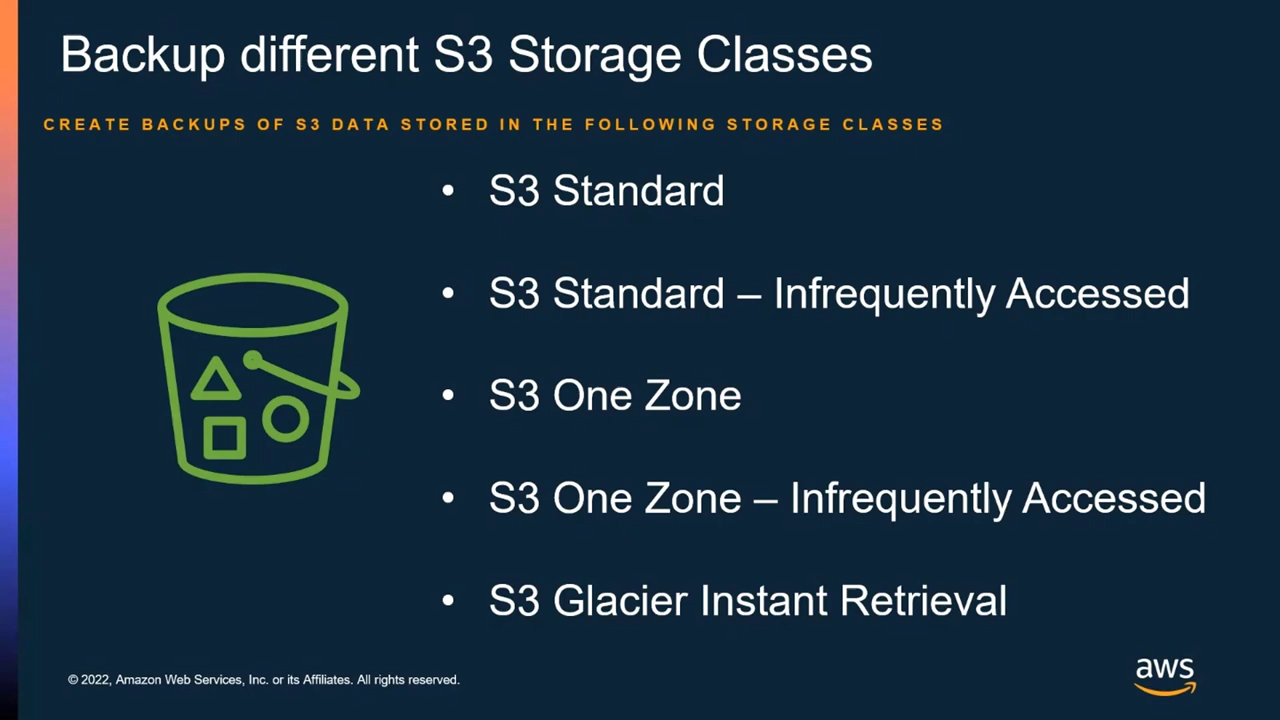 Backup different S3 Storage Classes
CREATE BACKUPS OF S3 DATA STORED IN THE FOLLOWING STORAGE CLASSES
• S3 Standard
• S3 Standard – Infrequently Accessed
• S3 One Zone
• S3 One Zone – Infrequently Accessed
• S3 Glacier Instant Retrieval
© 2022, Amazon Web Services, Inc. or its Affiliates. All rights reserved.
aws